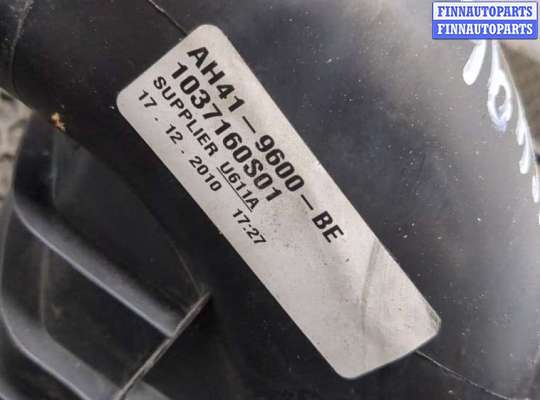 FINNAUTOPARTS
FINNAUTOPARTS
AH41-9600-BE
1037160S01
SUPPLIER U611A
17-12-2010 17:27